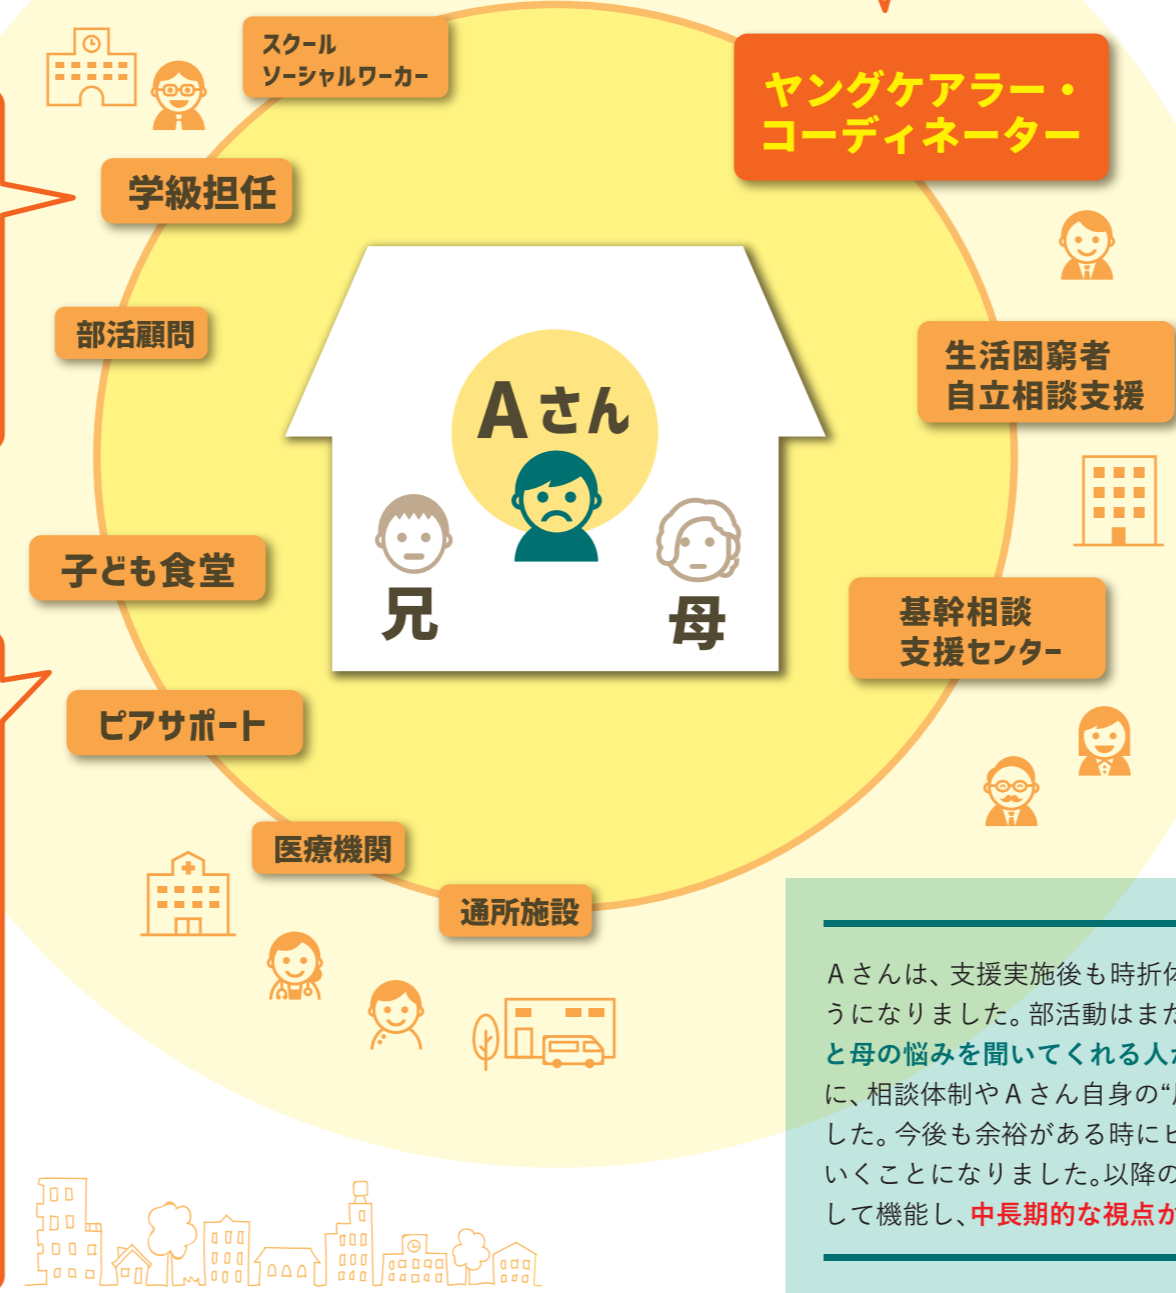 スクール
ソーシャルワーカー
ヤングケアラー・
コーディネーター
学級担任
部活顧問
生活困窮者
自立相談支援
Aさん
兄
母
子ども食堂
基幹相談
支援センター
ピアサポート
医療機関
通所施設
Aさんは、支援実施後も時折体
うになりました。部活動はまだ
と母の悩みを聞いてくれる人が
に、相談体制やAさん自身の“
した。今後も余裕がある時にピ
いくことになりました。以降の
して機能し、中長期的な視点が